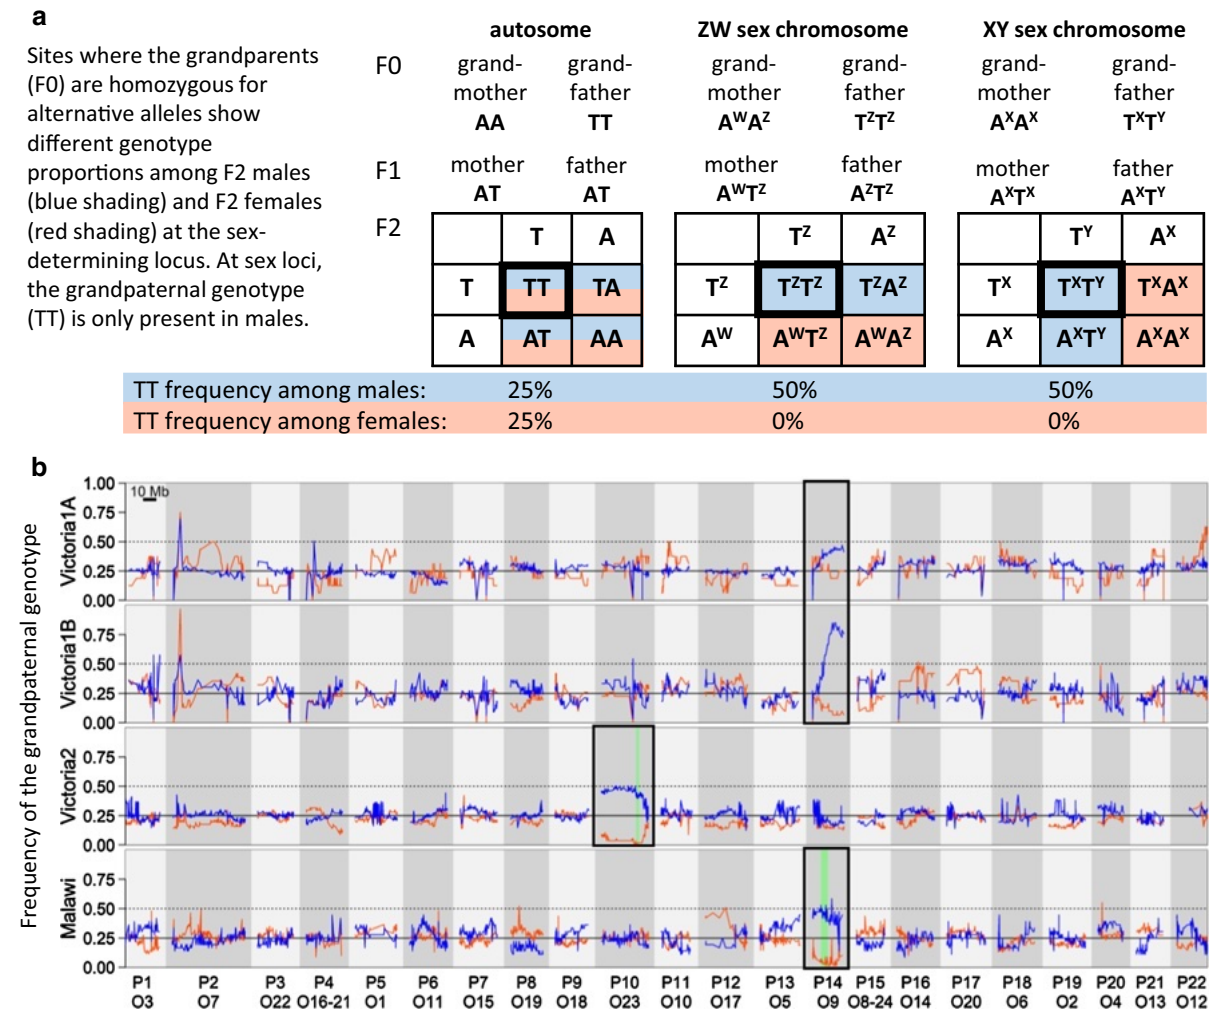 a
Sites where the grandparents
(F0) are homozygous for
alternative alleles show
different genotype
proportions among F2 males
(blue shading) and F2 females
(red shading) at the sex-
determining locus. At sex loci,
the grandpaternal genotype
(TT) is only present in males.
autosome ZW sex chromosome XY sex chromosome
F0 grand- grand- grand- grand- grand- grand-
mother father mother father mother father
AA TT AᵂAᶻ TᶻTᶻ AˣAˣ TˣTʸ
F1 mother father mother father mother father
AT AT AᵂTᶻ AᶻTᶻ AˣTˣ AˣTʸ
F2 T A Tᶻ Aᶻ Tʸ Aˣ
T TT TA Tᶻ TᶻTᶻ TᶻAᶻ Tˣ TˣTʸ TˣAˣ
A AT AA Aᵂ AᵂTᶻ AᵂAᶻ Aˣ AˣTʸ AˣAˣ
TT frequency among males: 25% 50% 50%
TT frequency among females: 25% 0% 0%
b
Frequency of the grandpaternal genotype
Victoria1A
1.00
10 Mb
0.75
0.50
0.25
0.00
Victoria1B
0.75
0.50
0.25
0.00
Victoria2
0.75
0.50
0.25
0.00
Malawi
0.75
0.50
0.25
0.00
P1 P2 P3 P4 P5 P6 P7 P8 P9 P10 P11 P12 P13 P14 P15 P16 P17 P18 P19 P20 P21 P22
O3 O7 O22 O16-21 O1 O11 O15 O19 O18 O23 O10 O17 O5 O9 O8-24 O14 O20 O6 O2 O4 O13 O12